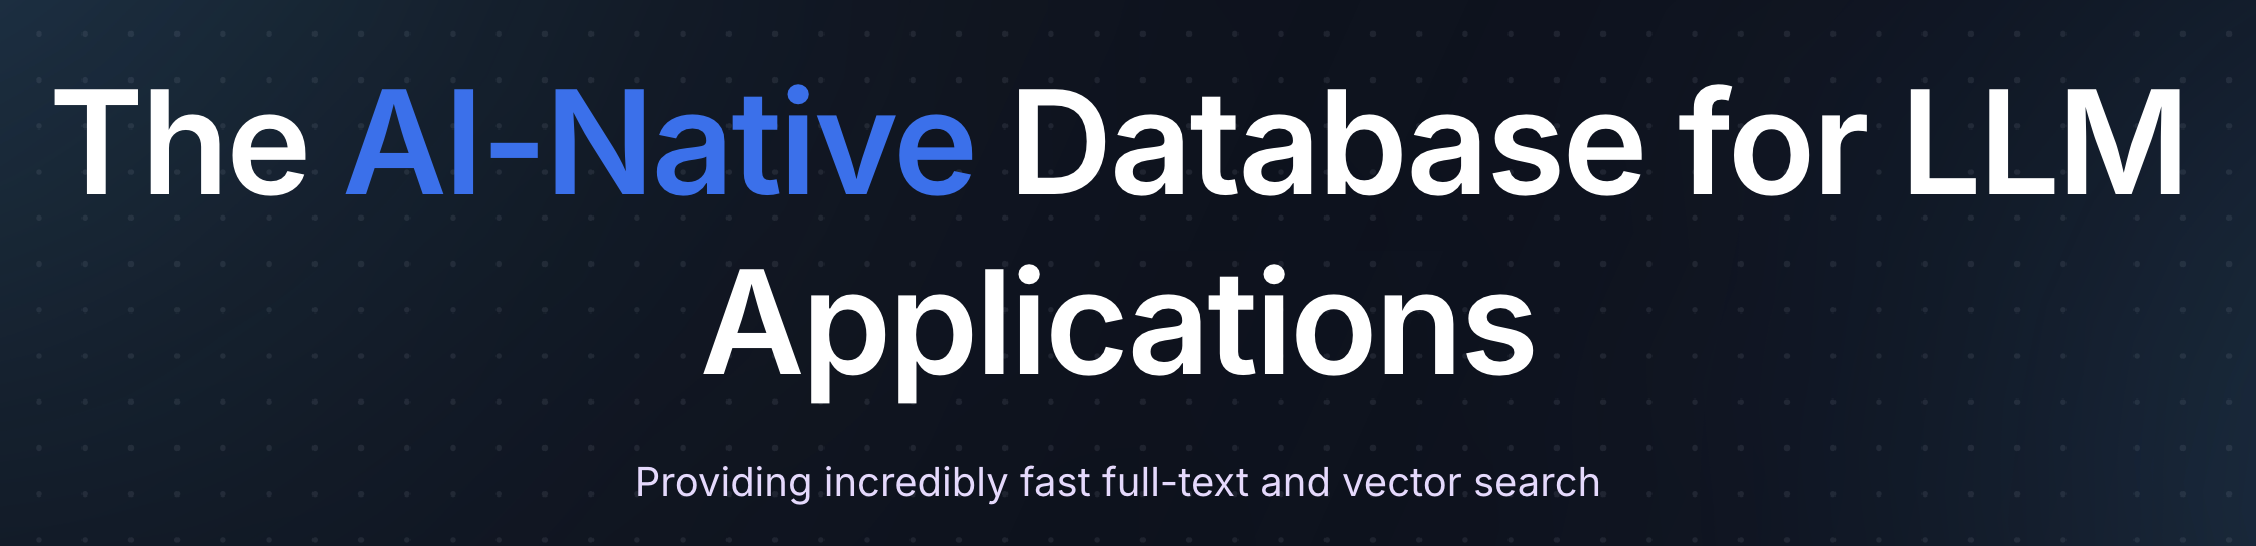 The AI-Native Database for LLM
Applications
Providing incredibly fast full-text and vector search